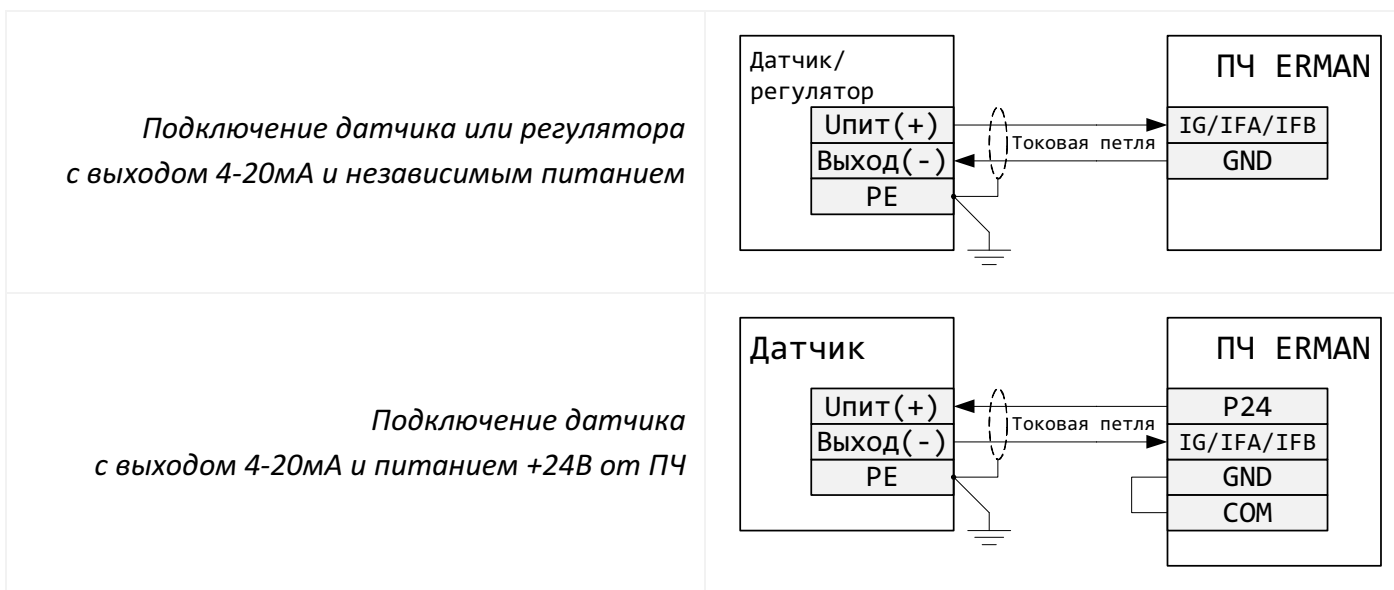 Подключение датчика или регулятора
с выходом 4-20мА и независимым питанием
Датчик/
регулятор
Uпит(+)
Выход(-)
PE
Токовая петля
ПЧ ERMAN
IG/IFA/IFB
GND
Подключение датчика
с выходом 4-20мА и питанием +24В от ПЧ
Датчик
Uпит(+)
Выход(-)
PE
Токовая петля
ПЧ ERMAN
P24
IG/IFA/IFB
GND
COM